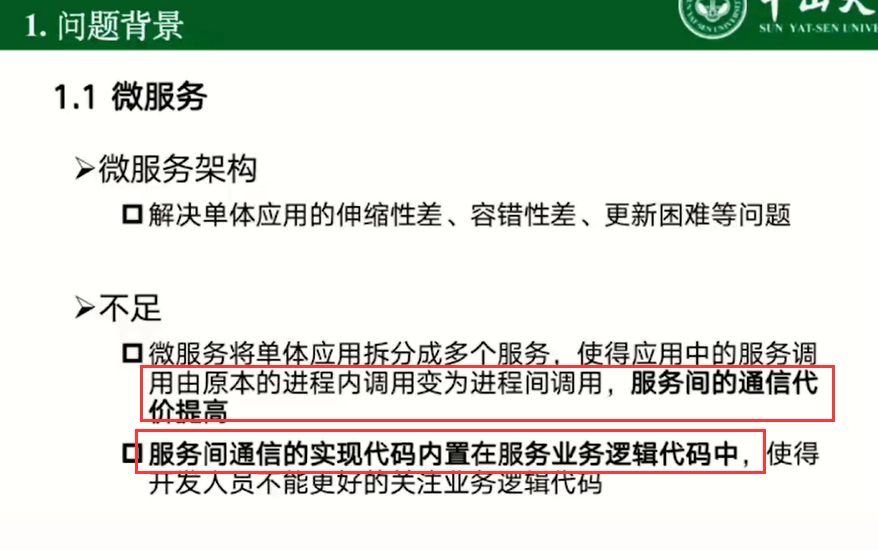 1. 问题背景
SUN YAT-SEN UNIV
1.1 微服务
➢微服务架构
解决单体应用的伸缩性差、容错性差、更新困难等问题
➢不足
微服务将单体应用拆分成多个服务，使得应用中的服务调
用由原本的进程内调用变为进程间调用，服务间的通信代
价提高
服务间通信的实现代码内置在服务业务逻辑代码中，使得
开发人员不能更好的关注业务逻辑代码